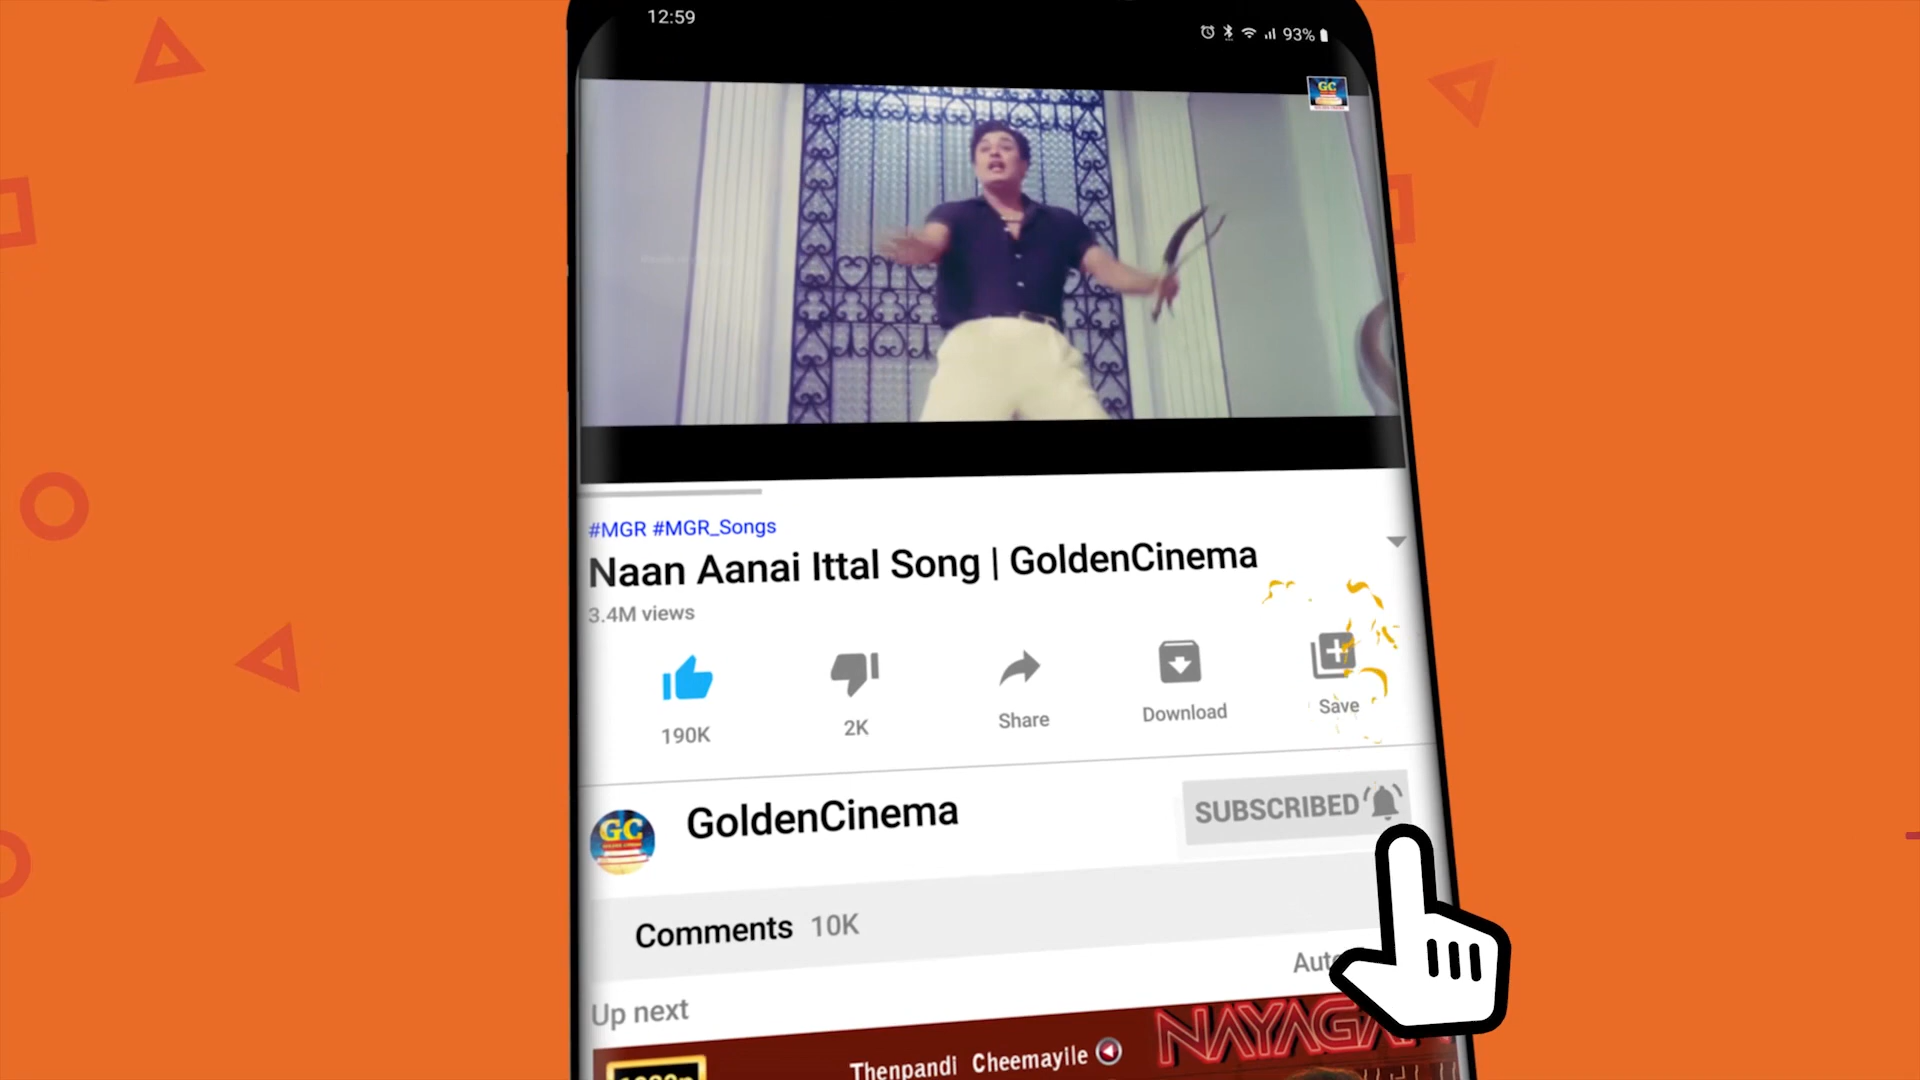 12:59
93%
GC
#MGR #MGR_Songs
Naan Aanai Ittal Song | GoldenCinema
3.4M views
190K
2K
Share
Download
Save
GC
GoldenCinema
SUBSCRIBED
Comments 10K
Up next
Thenpandi Cheemayile